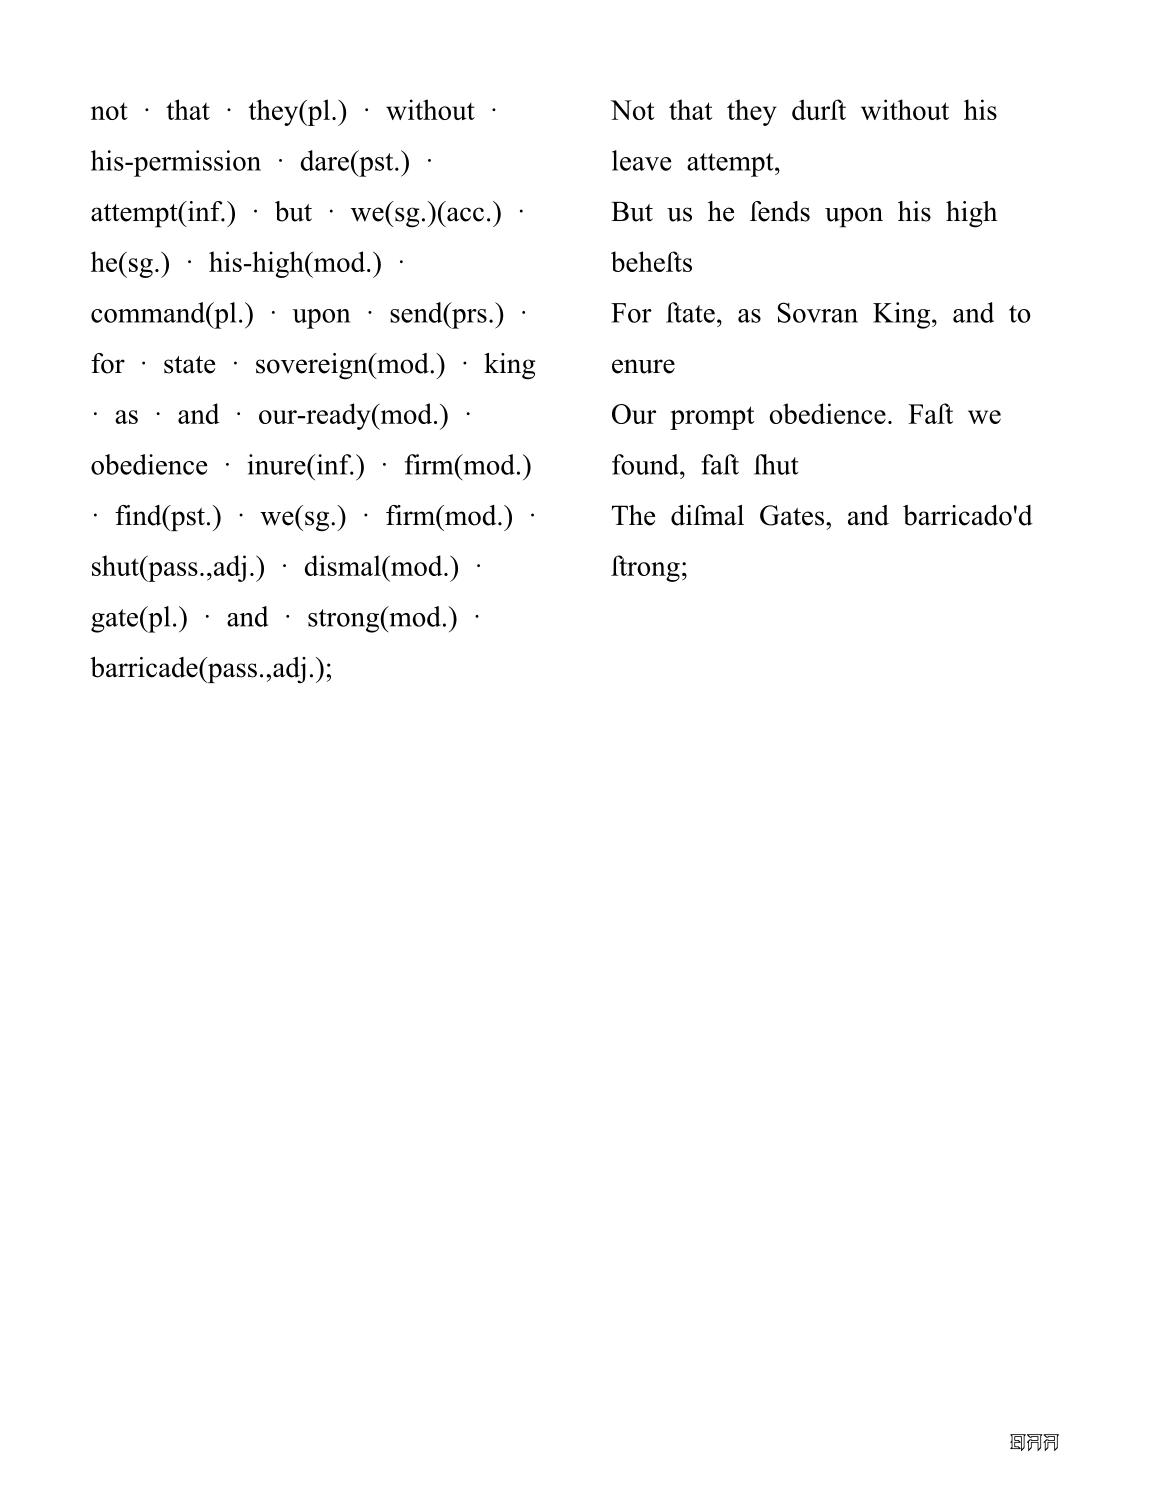 not · that · they(pl.) · without ·
his-permission · dare(pst.) ·
attempt(inf.) · but · we(sg.)(acc.) ·
he(sg.) · his-high(mod.) ·
command(pl.) · upon · send(prs.) ·
for · state · sovereign(mod.) · king
· as · and · our-ready(mod.) ·
obedience · inure(inf.) · firm(mod.)
· find(pst.) · we(sg.) · firm(mod.) ·
shut(pass.,adj.) · dismal(mod.) ·
gate(pl.) · and · strong(mod.) ·
barricade(pass.,adj.);
Not that they durſt without his
leave attempt,
But us he ſends upon his high
beheſts
For ſtate, as Sovran King, and to
enure
Our prompt obedience. Faſt we
found, faſt ſhut
The diſmal Gates, and barricado'd
ſtrong;